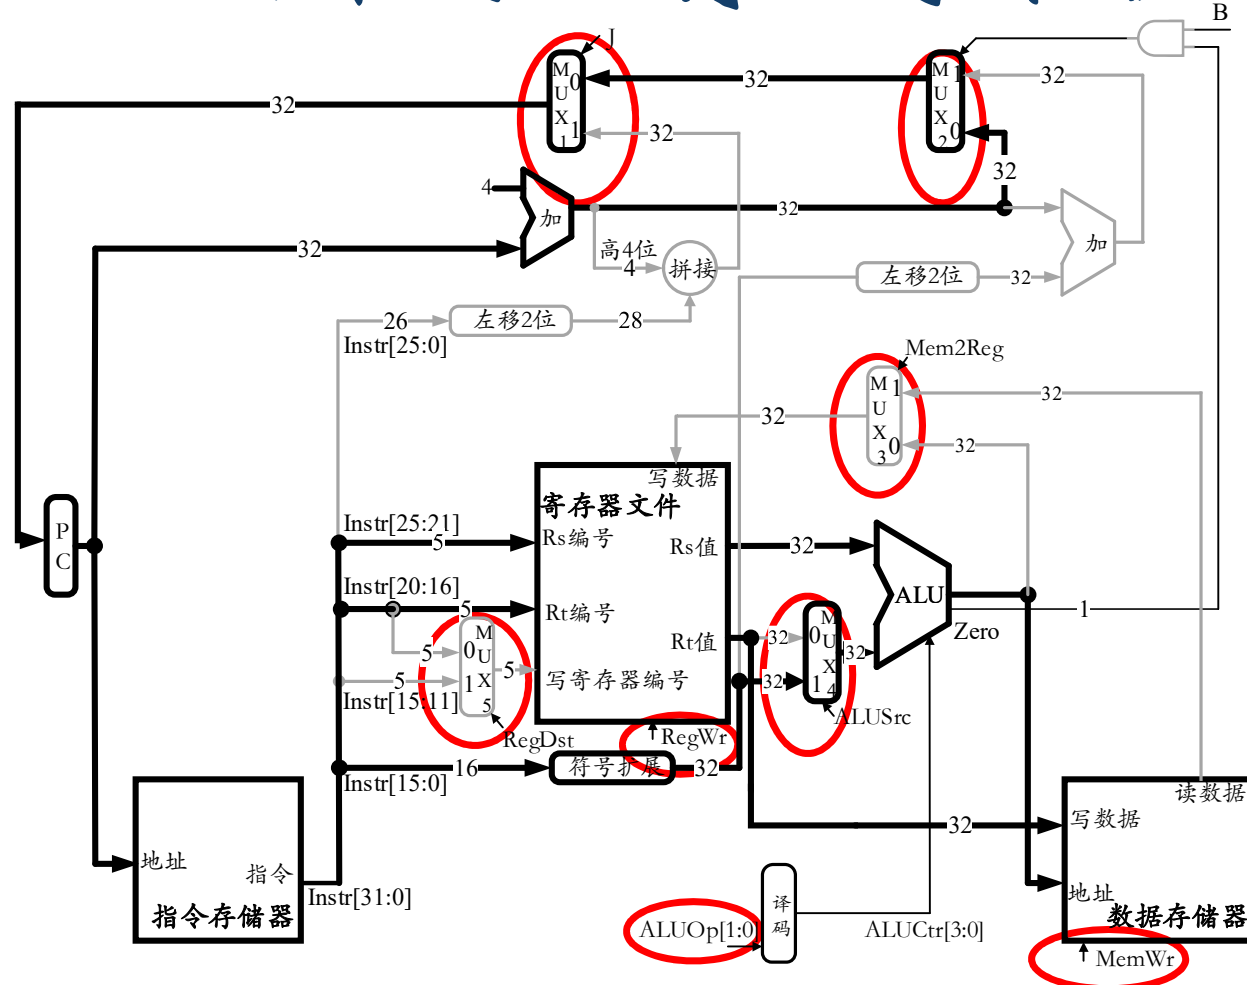 B
J
MUX1
0
1
32
32
MUX2
1
0
32
32
32
4
加
32
32
高4位
4
拼接
加
左移2位
32
26
左移2位
28
Instr[25:0]
Mem2Reg
MUX3
1
0
32
32
32
写数据
寄存器文件
PC
Instr[25:21]
5
Rs编号
Rs值
32
Instr[20:16]
5
Rt编号
ALU
1
Zero
Rt值
32
0
MUX4
32
1
32
5
0
MUX5
1
5
5
写寄存器编号
Instr[15:11]
ALUSrc
RegDst
RegWr
16
符号扩展
32
Instr[15:0]
读数据
写数据
32
地址
指令
Instr[31:0]
指令存储器
地址
数据存储器
译码
ALUOp[1:0]
ALUCtr[3:0]
MemWr